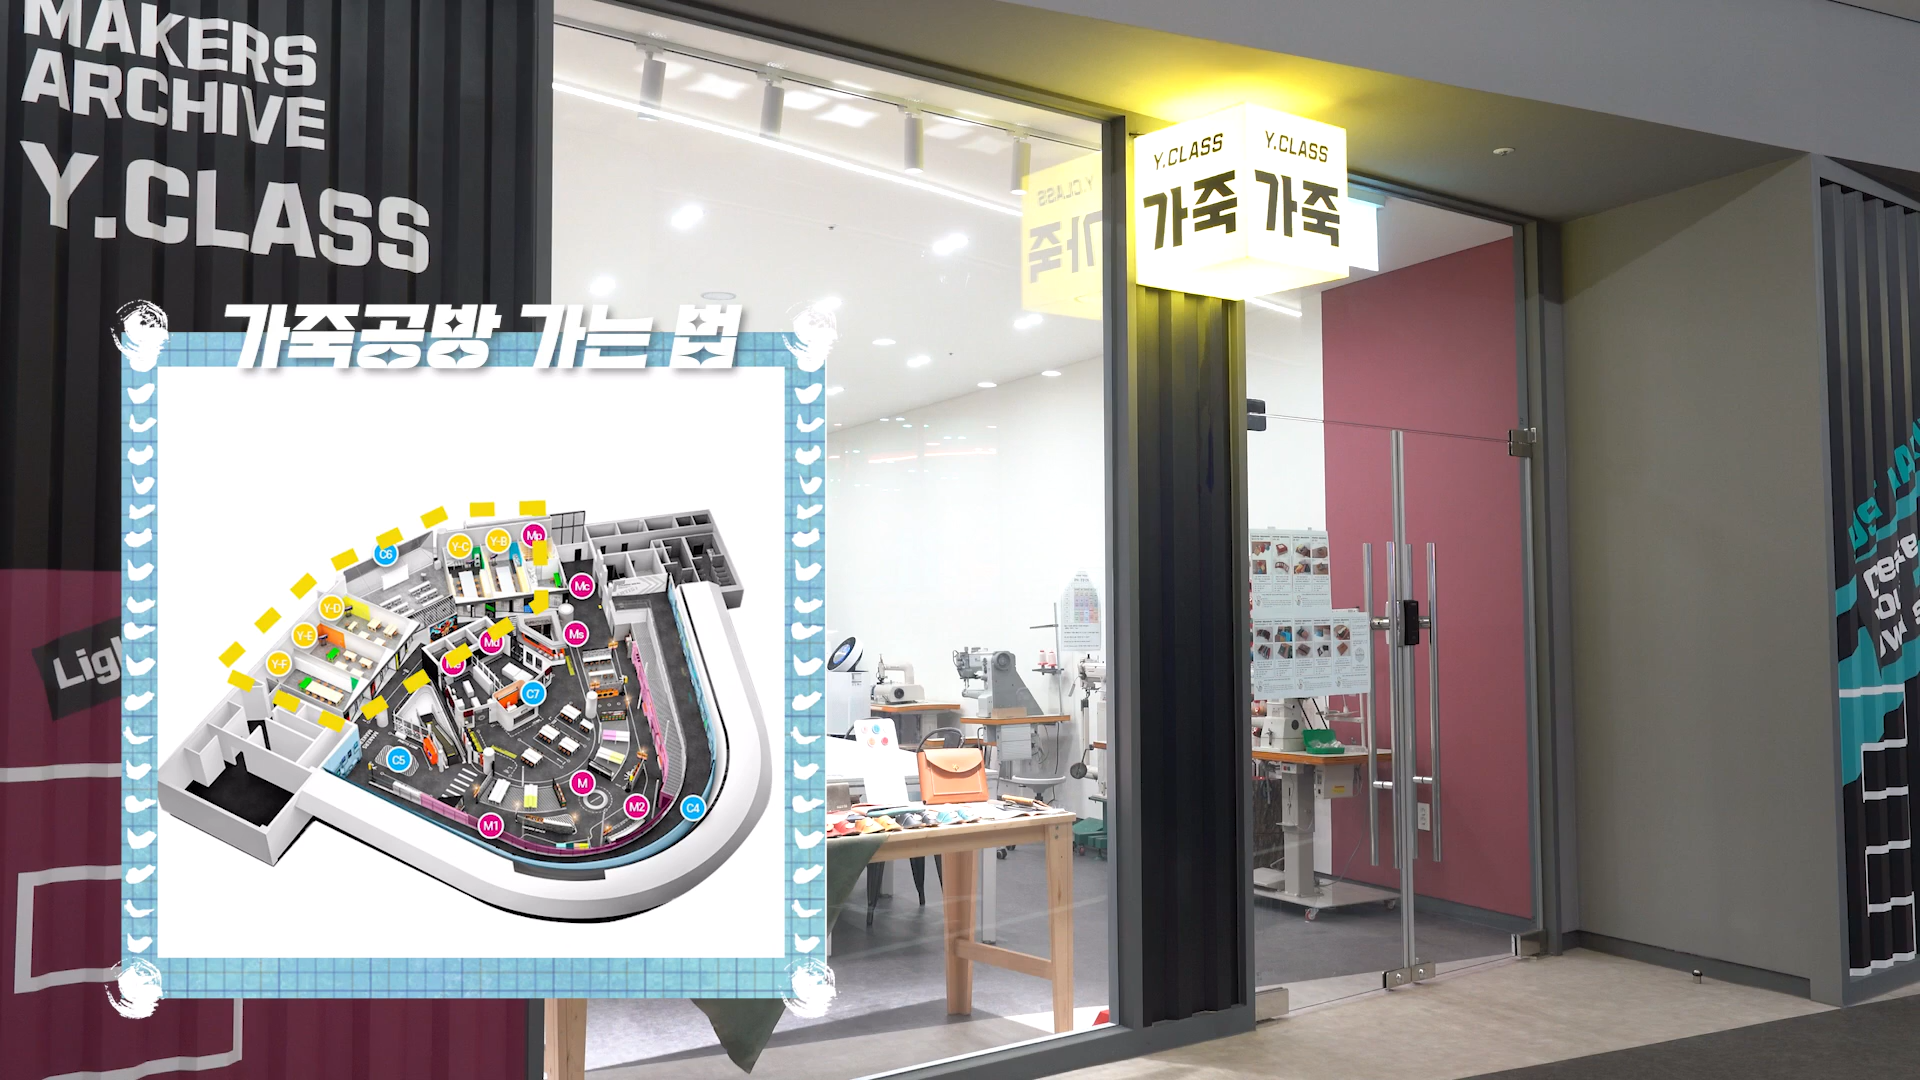 MAKERS
ARCHIVE
Y.CLASS
Y.CLASS
가죽
Y.CLASS
가죽
가죽공방 가는 법
C6
Y-C
Y-B
Mp
Mc
Y-D
Y-E
Y-F
Md
Ms
C7
C5
M
M1
M2
C4